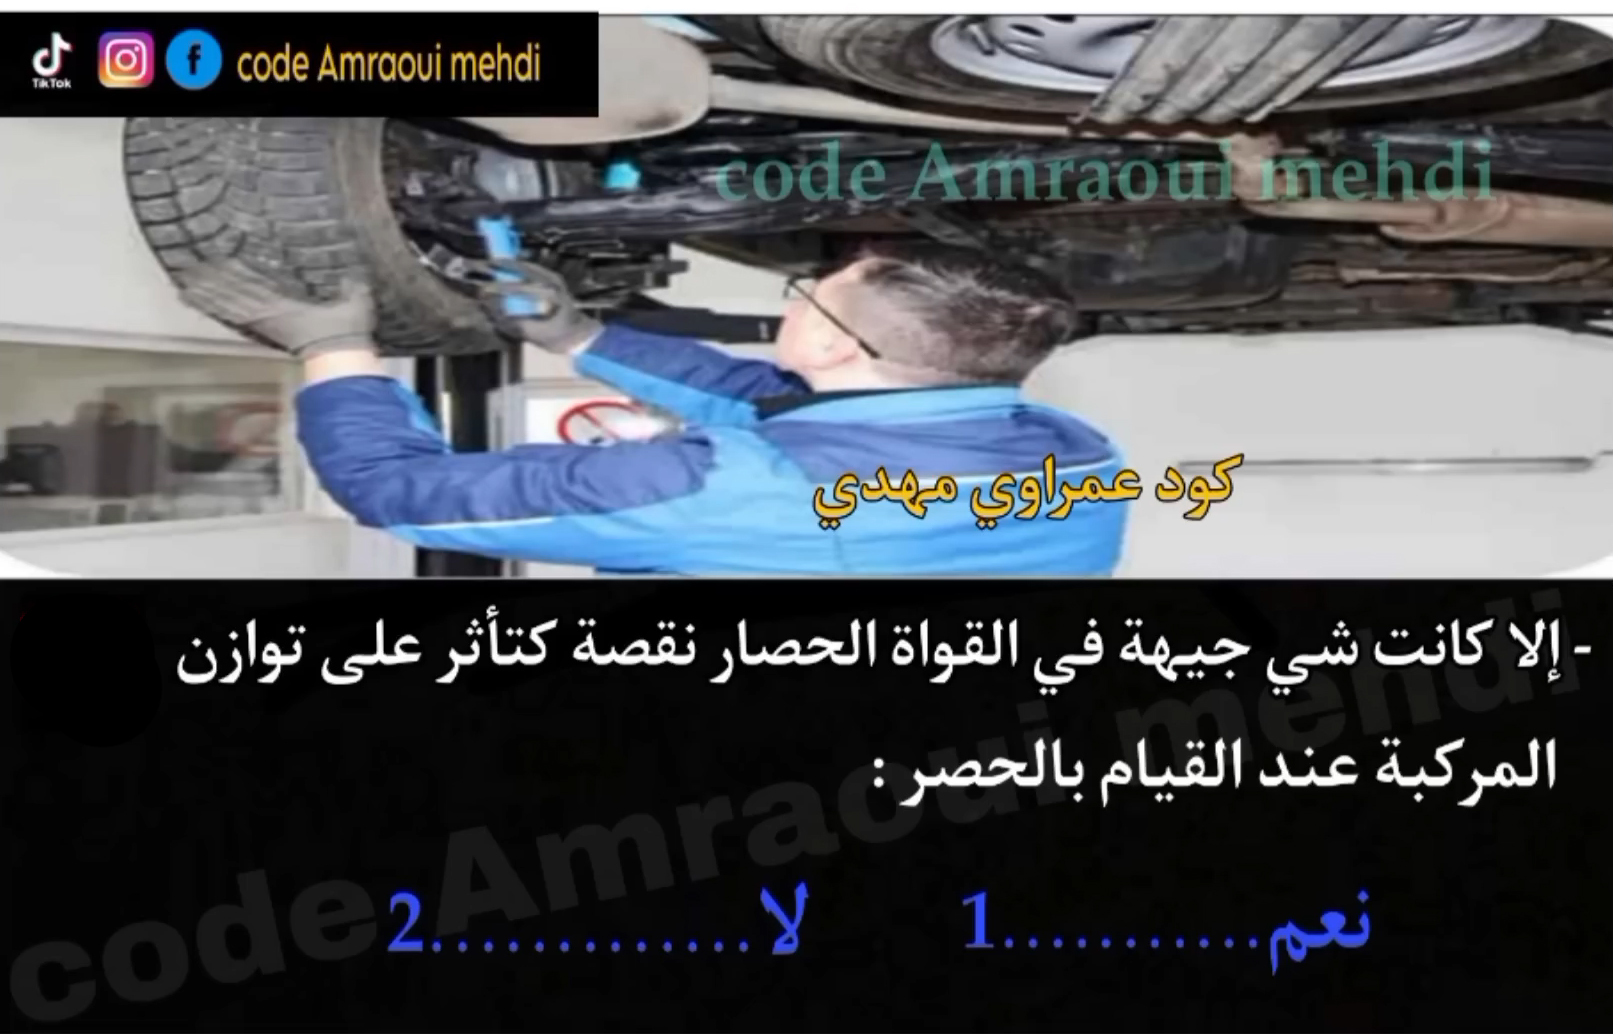 TikTok
code Amraoui mehdi
code Amraoui mehdi
كود عمراوي مهدي
- إلا كانت شي جيهة في القواة الحصار نقصة كتأثر على توازن
المركبة عند القيام بالحصر :
نعم...........1 لا.............2
code Amraoui mehdi